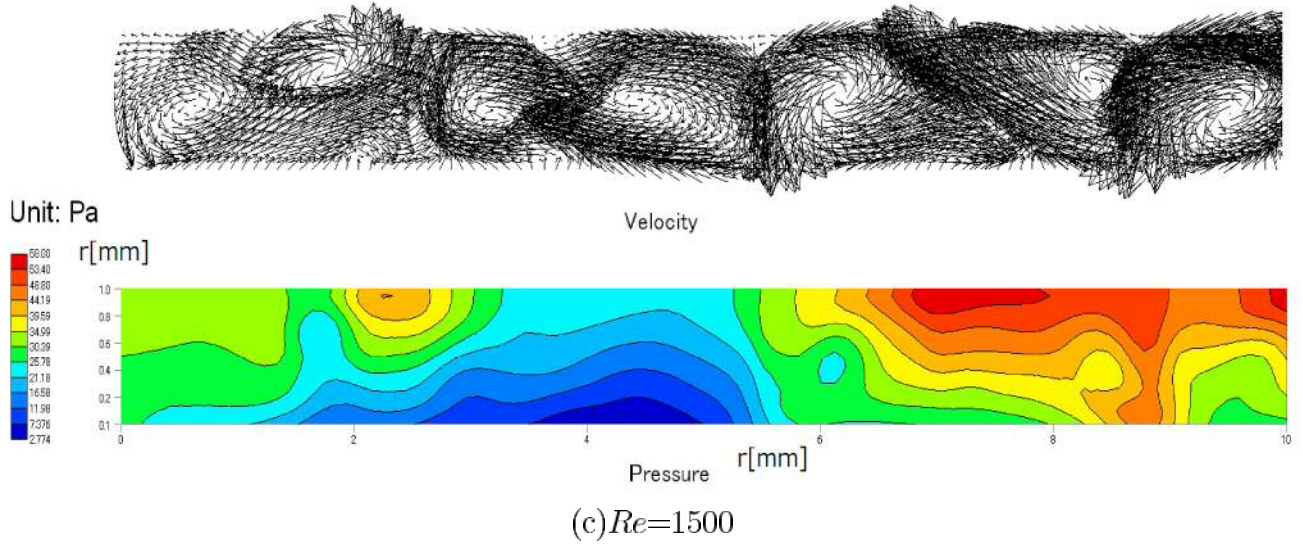 Velocity
Unit: Pa
r[mm]
58.00
53.40
48.80
44.19
39.59
34.99
30.39
25.78
21.18
16.58
11.98
7.376
2.774
1.0
0.8
0.6
0.4
0.2
0.1
0 2 4 6 8 10
r[mm]
Pressure
(c)Re=1500